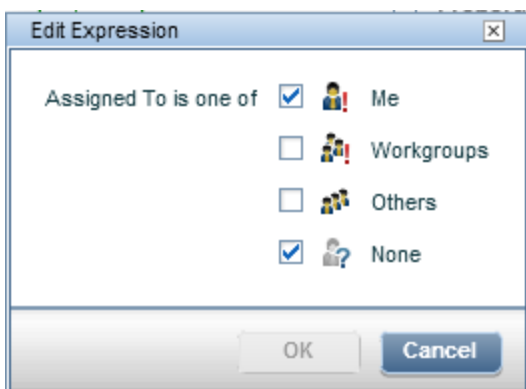 Edit Expression
Assigned To is one of Me
Workgroups
Others
None
OK Cancel